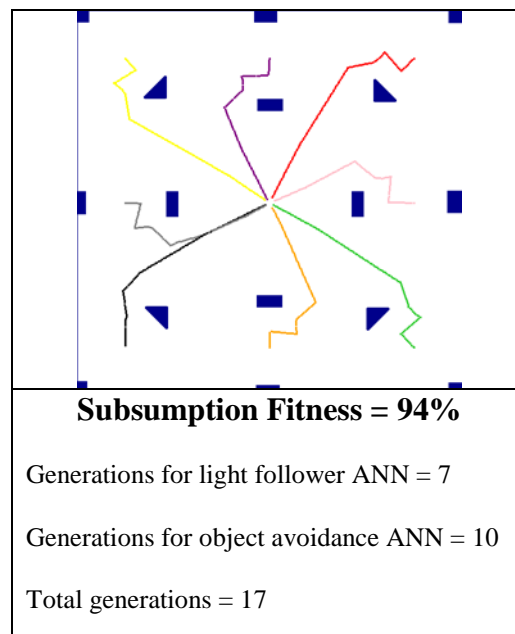 Subsumption Fitness = 94%
Generations for light follower ANN = 7
Generations for object avoidance ANN = 10
Total generations = 17